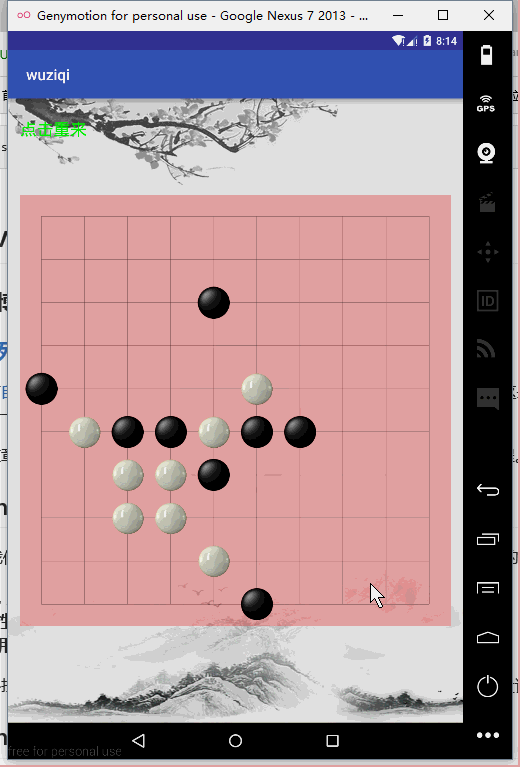 Genymotion for personal use - Google Nexus 7 2013 - ...
8:14
wuziqi
点击重来
GPS
ID
free for personal use